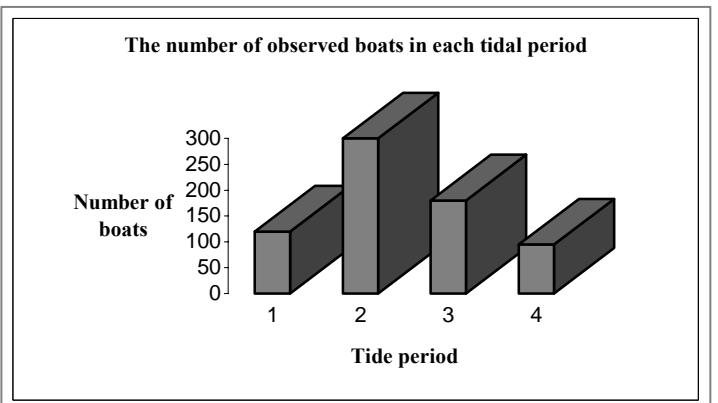 The number of observed boats in each tidal period
300
250
200
150
100
50
0
Number of
boats
1 2 3 4
Tide period